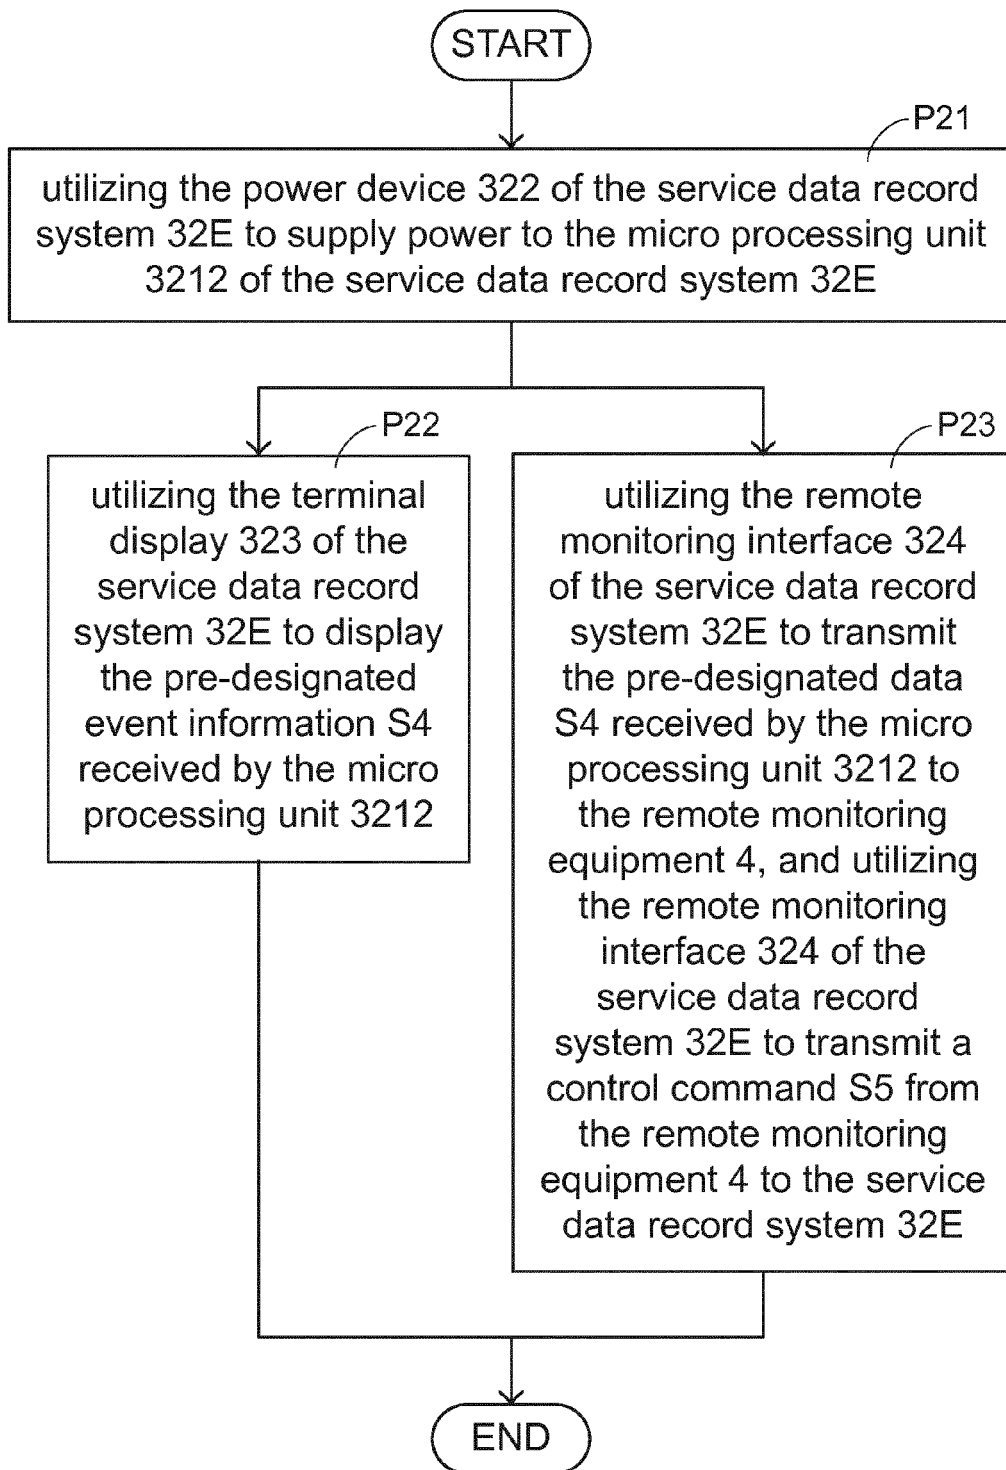 START
P21
utilizing the power device 322 of the service data record
system 32E to supply power to the micro processing unit
3212 of the service data record system 32E
P22
utilizing the terminal
display 323 of the
service data record
system 32E to display
the pre-designated
event information S4
received by the micro
processing unit 3212
P23
utilizing the remote
monitoring interface 324
of the service data record
system 32E to transmit
the pre-designated data
S4 received by the micro
processing unit 3212 to
the remote monitoring
equipment 4, and utilizing
the remote monitoring
interface 324 of the
service data record
system 32E to transmit a
control command S5 from
the remote monitoring
equipment 4 to the service
data record system 32E
END